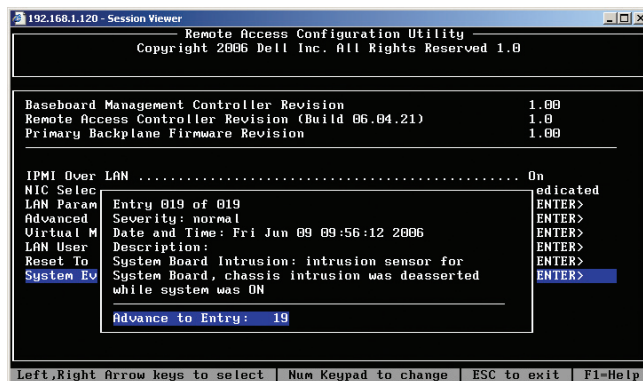 192.168.1.120 - Session Viewer
Remote Access Configuration Utility
Copyright 2006 Dell Inc. All Rights Reserved 1.0
Baseboard Management Controller Revision 1.00
Remote Access Controller Revision (Build 06.04.21) 1.0
Primary Backplane Firmware Revision 1.00
IPMI Over LAN ................................................ On
NIC Selec edicated
LAN Param ENTER>
Advanced ENTER>
Virtual M ENTER>
LAN User ENTER>
Reset To ENTER>
System Ev ENTER>
Entry 019 of 019
Severity: normal
Date and Time: Fri Jun 09 09:56:12 2006
Description:
System Board Intrusion: intrusion sensor for
System Board, chassis intrusion was deasserted
while system was ON
Advance to Entry: 19
Left,Right Arrow keys to select | Num Keypad to change | ESC to exit | F1=Help